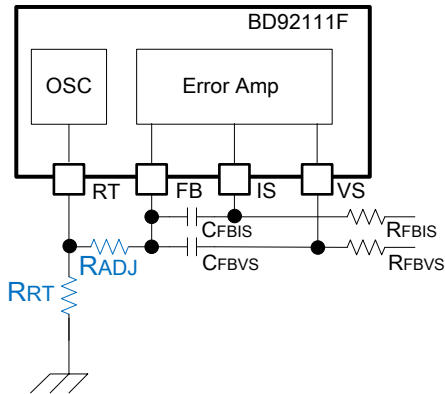 BD92111F
OSC
Error Amp
RT
FB
IS
VS
CFBIS
RFBIS
RADJ
CFBVS
RFBVS
RRT